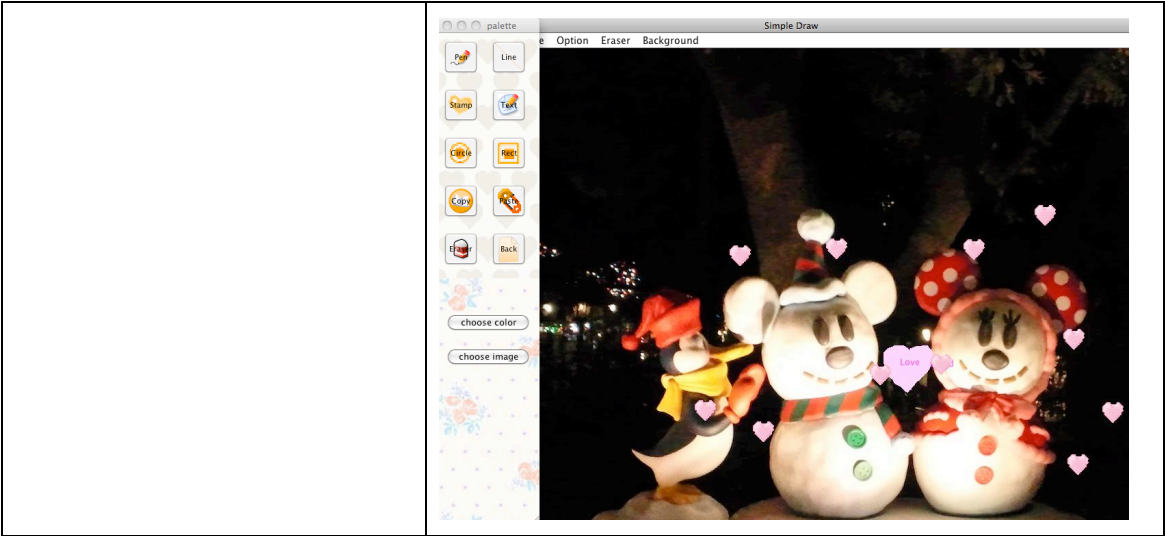 palette
Simple Draw
e Option Eraser Background
Pen Line
Stamp Text
Circle Rect
Copy Paste
Eraser Back
choose color
choose image
Love